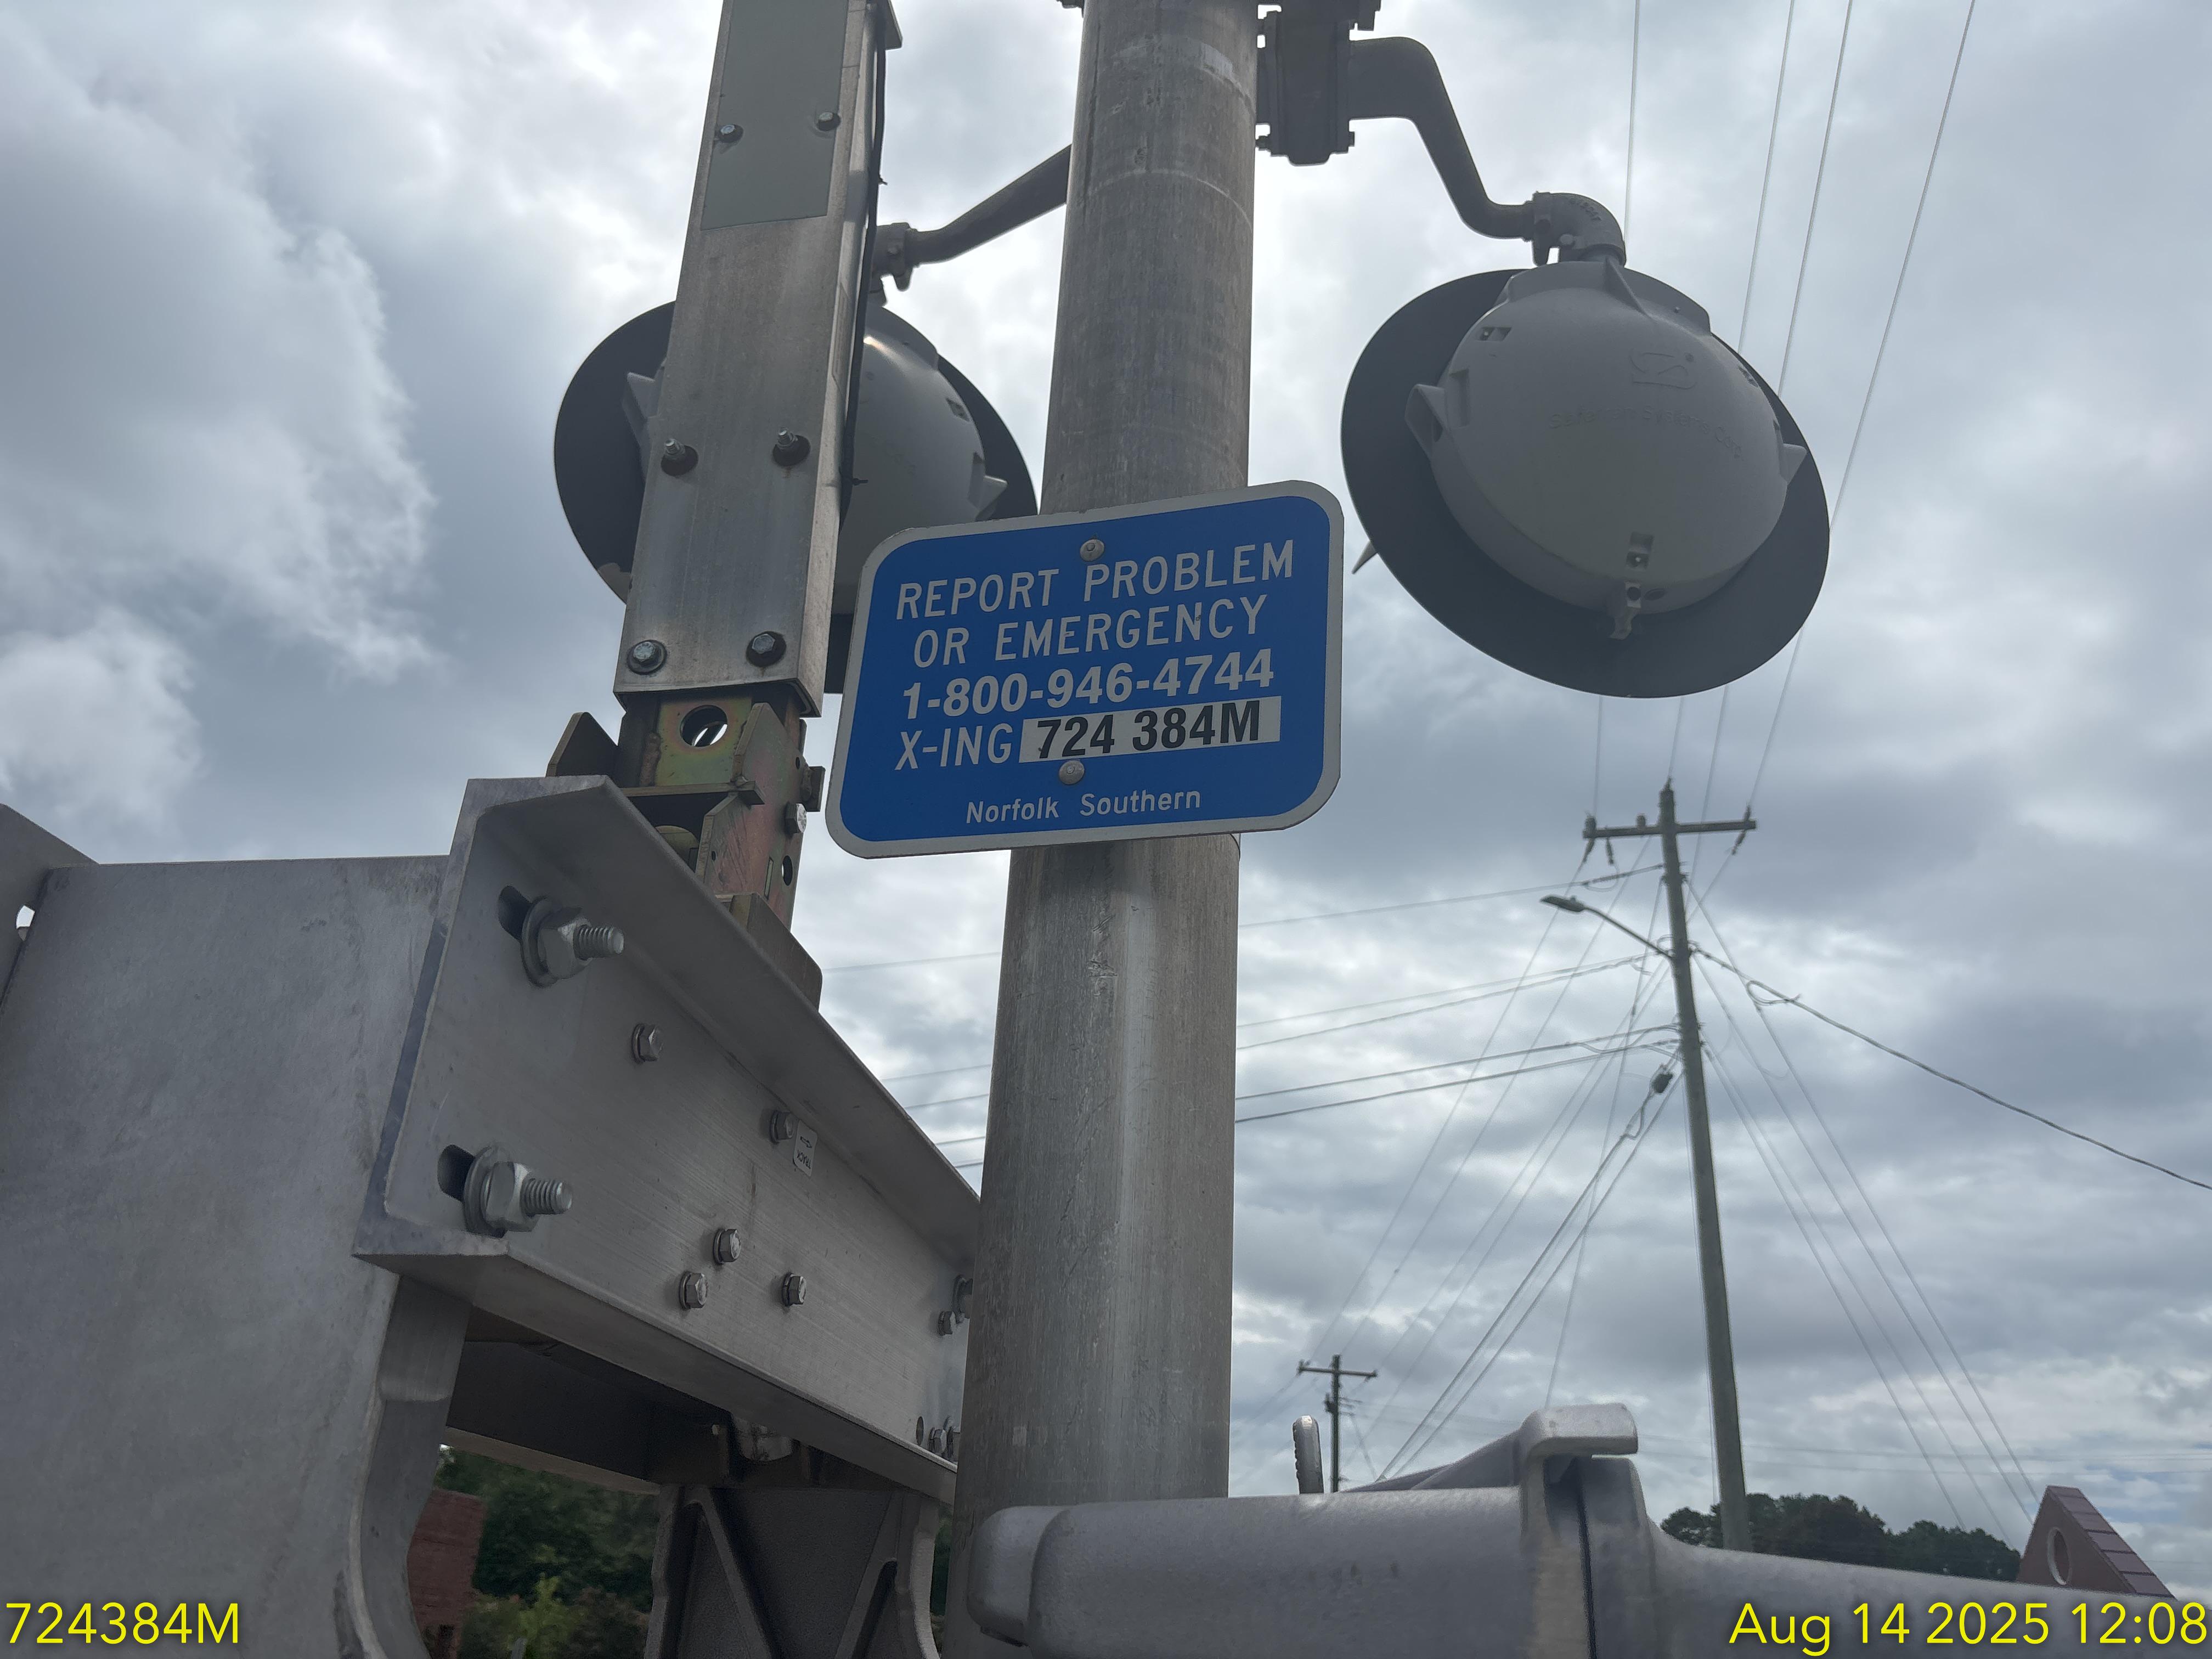 REPORT PROBLEM
OR EMERGENCY
1-800-946-4744
X-ING 724 384M
Norfolk Southern
TRACK
724384M
Aug 14 2025 12:08